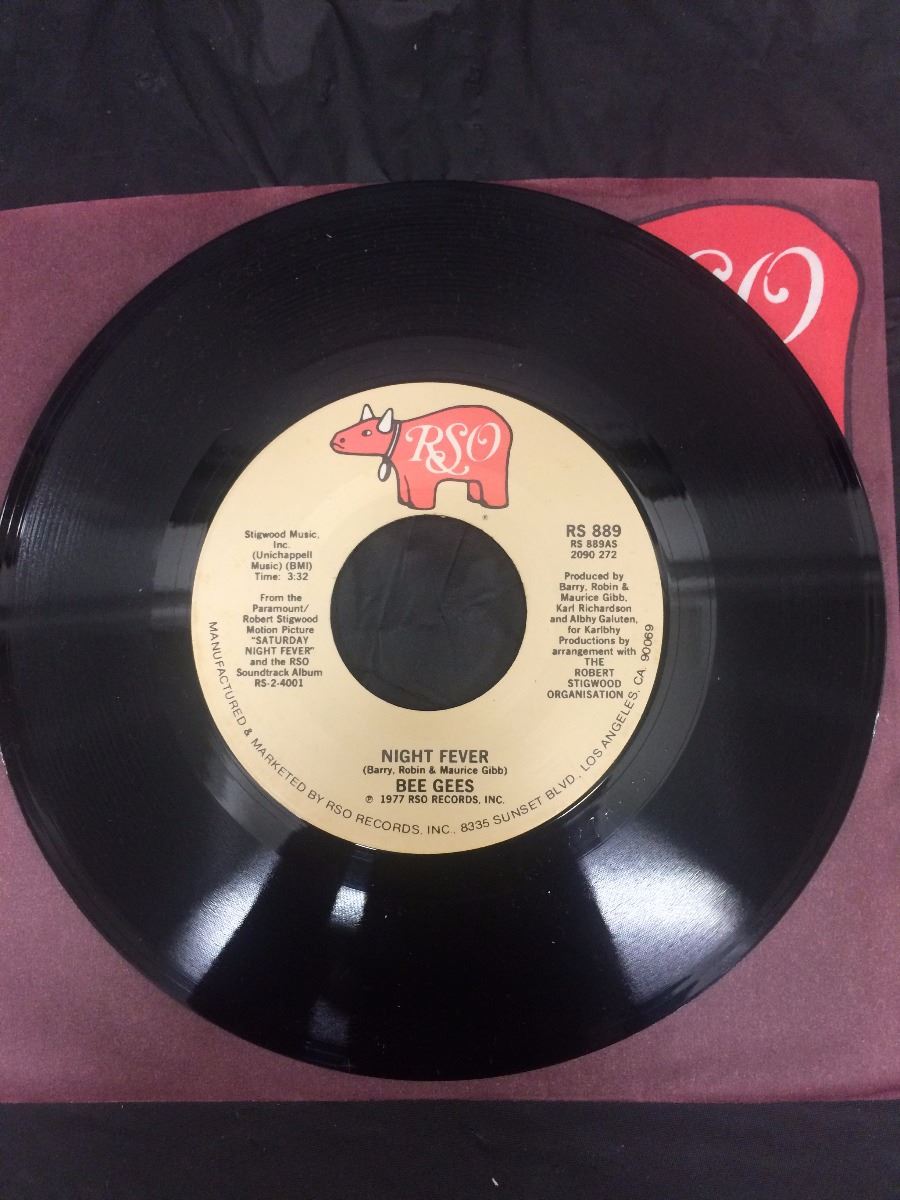 SO
RSO
Stigwood Music,
Inc.
(Unichappell
Music) (BMI)
Time: 3:32
From the
Paramount/
Robert Stigwood
Motion Picture
"SATURDAY
NIGHT FEVER"
and the RSO
Soundtrack Album
RS-2-4001
RS 889
RS 889AS
2090 272
Produced by
Barry, Robin &
Maurice Gibb,
Karl Richardson
and Albhy Galuten,
for Karlbhy
Productions by
arrangement with
THE
ROBERT
STIGWOOD
ORGANISATION
NIGHT FEVER
(Barry, Robin & Maurice Gibb)
BEE GEES
℗ 1977 RSO RECORDS, INC.
MANUFACTURED & MARKETED BY RSO RECORDS, INC., 8335 SUNSET BLVD., LOS ANGELES, CA. 90069